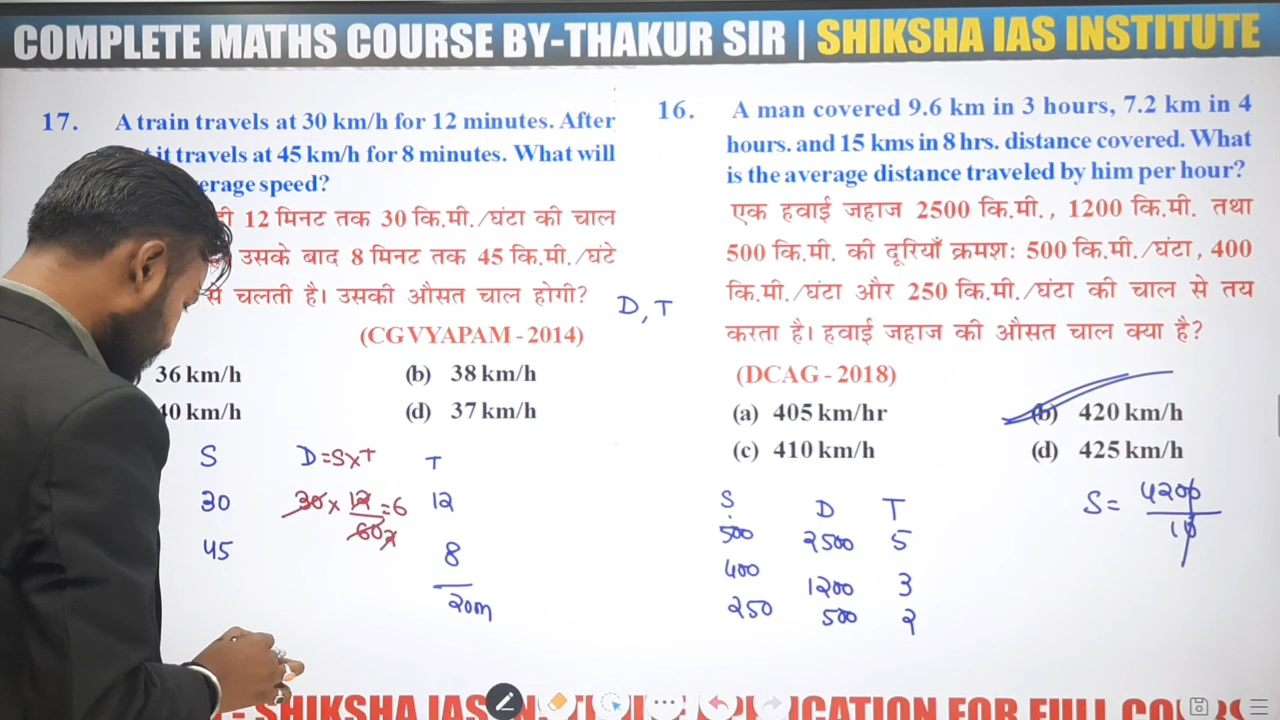 COMPLETE MATHS COURSE BY-THAKUR SIR | SHIKSHA IAS INSTITUTE
17. A train travels at 30 km/h for 12 minutes. After
it travels at 45 km/h for 8 minutes. What will
erage speed?
12 मिनट तक 30 कि.मी./घंटा की चाल
उसके बाद 8 मिनट तक 45 कि.मी./घंटे
से चलती है। उसकी औसत चाल होगी?
(CGVYAPAM - 2014)
36 km/h
(b) 38 km/h
40 km/h
(d) 37 km/h
S D = S x T T
30 30 x 12/60 = 6 12
45 8
20m
D, T
16. A man covered 9.6 km in 3 hours, 7.2 km in 4
hours. and 15 kms in 8 hrs. distance covered. What
is the average distance traveled by him per hour?
एक हवाई जहाज 2500 कि.मी., 1200 कि.मी. तथा
500 कि.मी. की दूरियाँ क्रमश: 500 कि.मी./घंटा, 400
कि.मी./घंटा और 250 कि.मी./घंटा की चाल से तय
करता है। हवाई जहाज की औसत चाल क्या है?
(DCAG - 2018)
(a) 405 km/hr
(b) 420 km/h
(c) 410 km/h
(d) 425 km/h
S D T
500 2500 5
400 1200 3
250 500 2
S = 4200/10
SHIKSHA IAS
ICATION FOR FULL